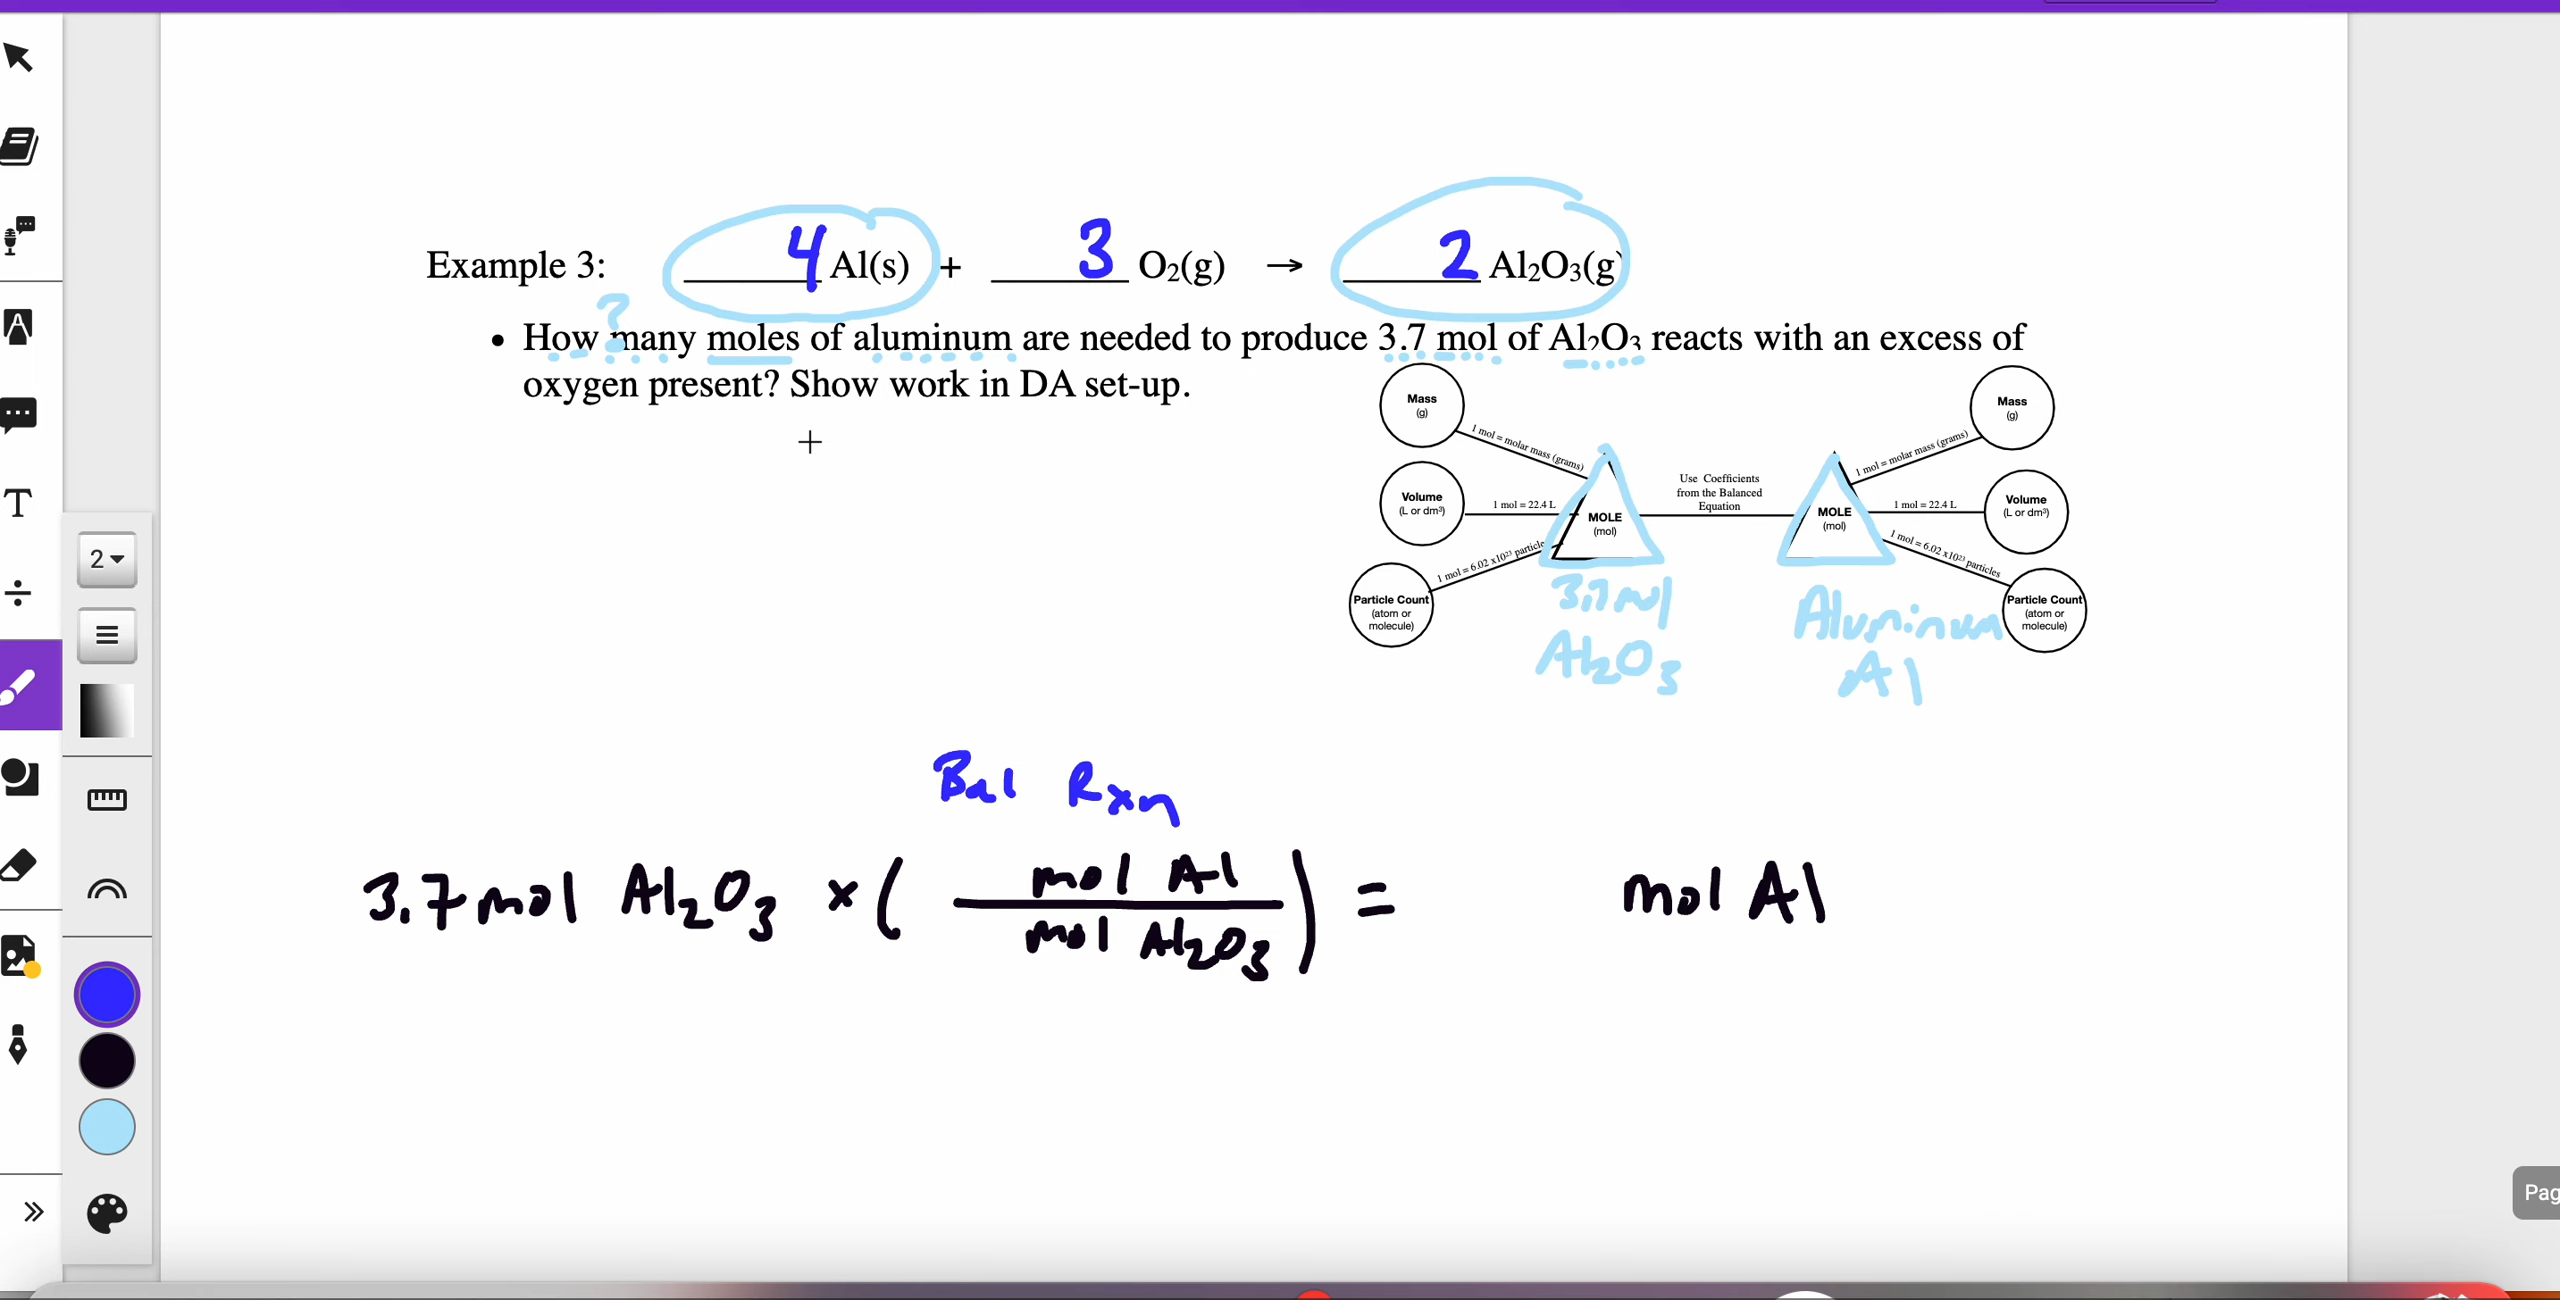 Example 3: 4 Al(s) + 3 O₂(g) → 2 Al₂O₃(g)
?
• How many moles of aluminum are needed to produce 3.7 mol of Al₂O₃ reacts with an excess of
oxygen present? Show work in DA set-up.
Mass
(g)
1 mol = molar mass (grams)
Volume
(L or dm³)
1 mol = 22.4 L
Particle Count
(atom or
molecule)
1 mol = 6.02 x10²³ particle
MOLE
(mol)
Use Coefficients
from the Balanced
Equation
MOLE
(mol)
1 mol = molar mass (grams)
Mass
(g)
1 mol = 22.4 L
Volume
(L or dm³)
1 mol = 6.02 x10²³ particles
Particle Count
(atom or
molecule)
3.7 mol
Al₂O₃
Aluminum
Al
Bal Rxn
3.7 mol Al₂O₃ × ( mol Al / mol Al₂O₃ ) = mol Al
2
T
Pag